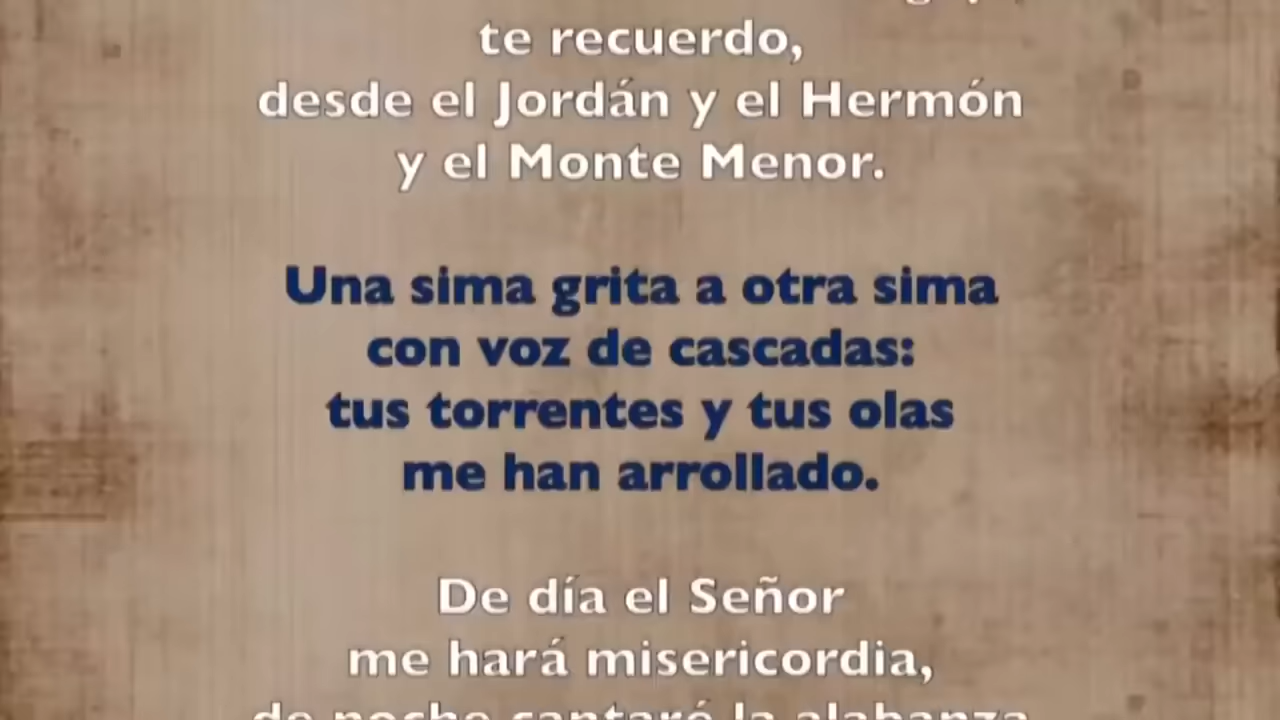 te recuerdo,
desde el Jordán y el Hermón
y el Monte Menor.
Una sima grita a otra sima
con voz de cascadas:
tus torrentes y tus olas
me han arrollado.
De día el Señor
me hará misericordia,
de noche cantaré la alabanza